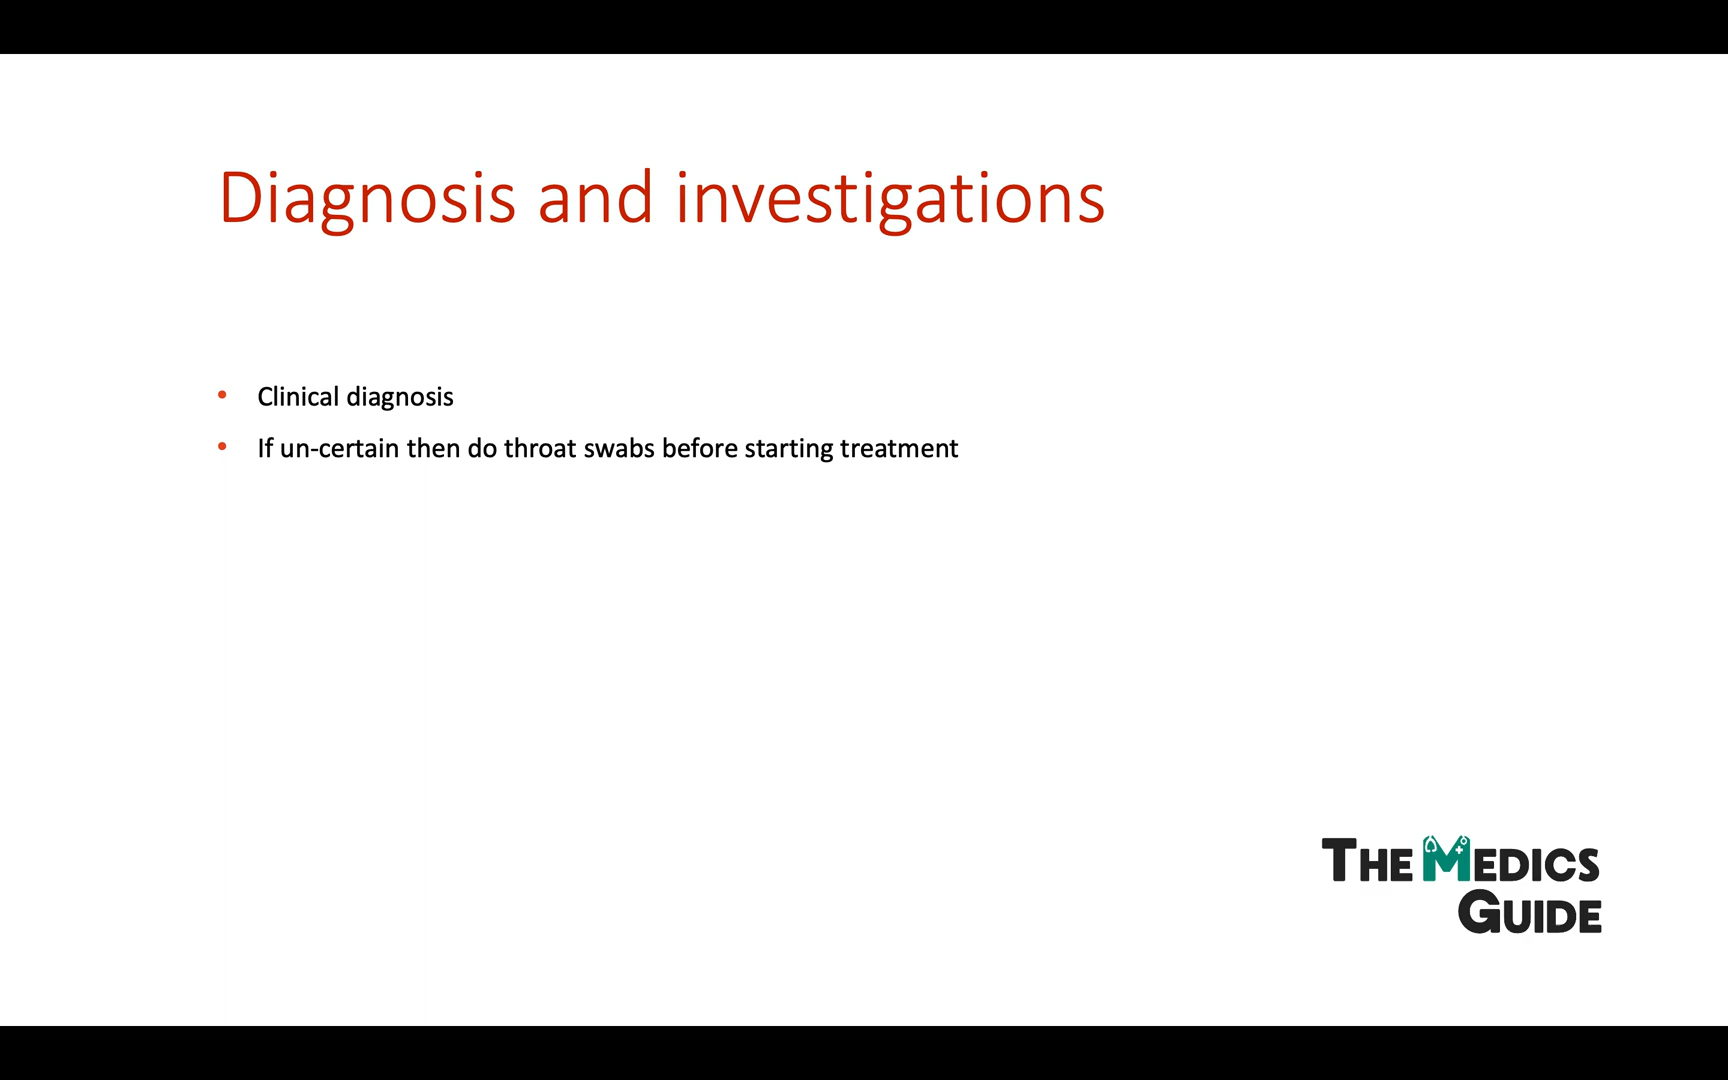 Diagnosis and investigations
• Clinical diagnosis
• If un-certain then do throat swabs before starting treatment
THE MEDICS
GUIDE